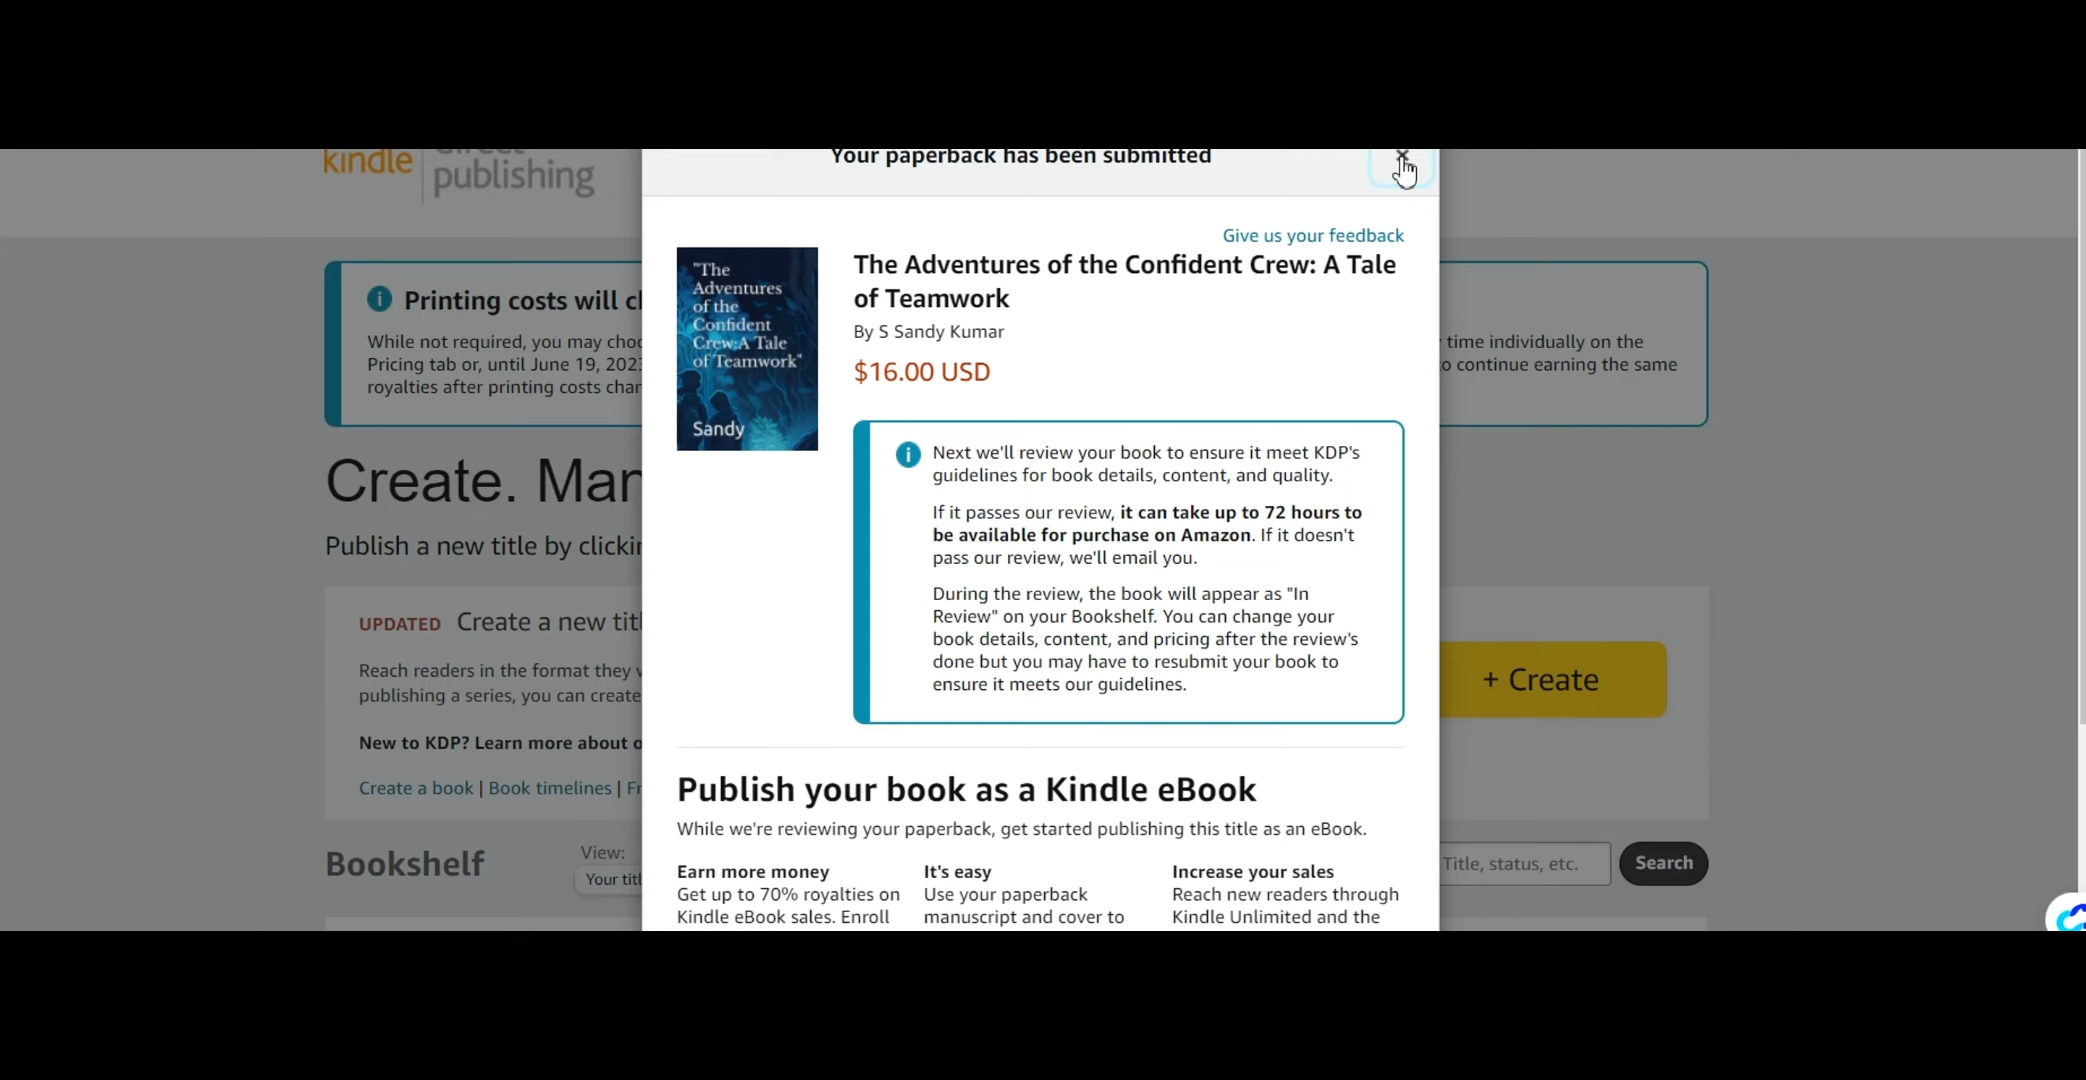 kindle direct publishing
Your paperback has been submitted
×
Give us your feedback
"The
Adventures
of the
Confident
Crew:A Tale
of Teamwork"
Sandy
The Adventures of the Confident Crew: A Tale
of Teamwork
By S Sandy Kumar
$16.00 USD
Next we'll review your book to ensure it meet KDP's
guidelines for book details, content, and quality.
If it passes our review, it can take up to 72 hours to
be available for purchase on Amazon. If it doesn't
pass our review, we'll email you.
During the review, the book will appear as "In
Review" on your Bookshelf. You can change your
book details, content, and pricing after the review's
done but you may have to resubmit your book to
ensure it meets our guidelines.
Publish your book as a Kindle eBook
While we're reviewing your paperback, get started publishing this title as an eBook.
Earn more money
Get up to 70% royalties on
Kindle eBook sales. Enroll
It's easy
Use your paperback
manuscript and cover to
Increase your sales
Reach new readers through
Kindle Unlimited and the
Printing costs will
While not required, you may time individually on the
Pricing tab or, until June 19, continue earning the same
royalties after printing costs
Create.
Publish a new title by
UPDATED Create a new
Reach readers in the format they
publishing a series, you can create
New to KDP? Learn more about
Create a book | Book timelines |
+ Create
Bookshelf
View:
Your
Title, status, etc.
Search